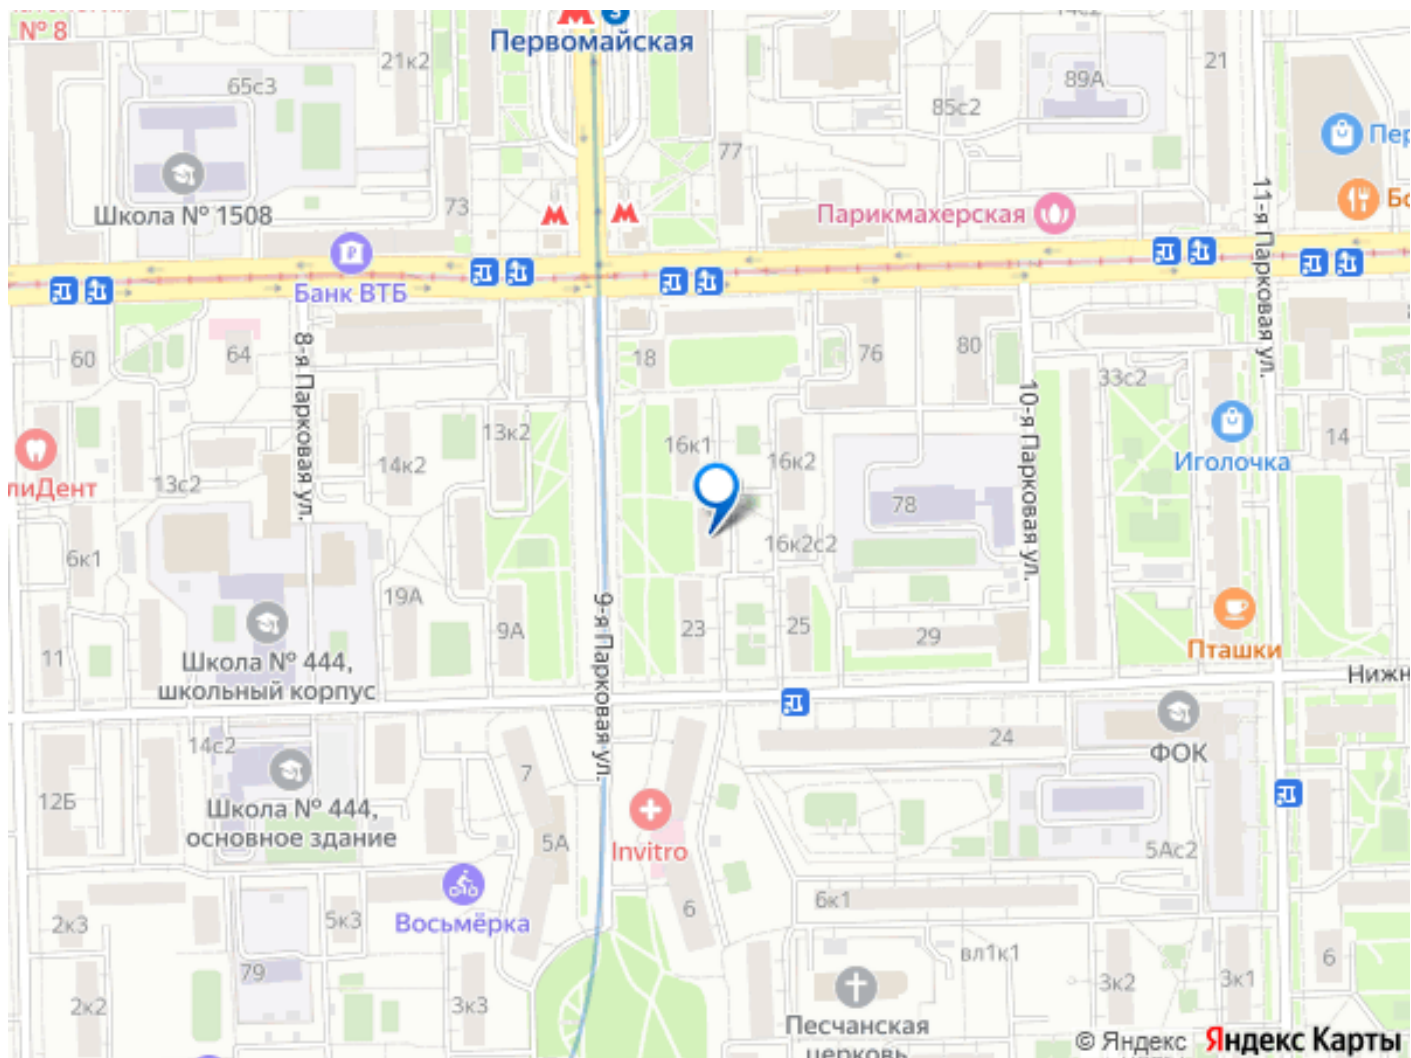 № 8
Первомайская
21к2
14с2
21
65с3
89А
85с2
Пер
77
Школа № 1508
73
Парикмахерская
11-я Парковая ул.
Бо
Банк ВТБ
60
64
8-я Парковая ул.
18
76
80
33с2
10-я Парковая ул.
13к2
14к2
16к1
16к2
14
Иголочка
лиДент
13с2
78
6к1
16к2с2
19А
9-я Парковая ул.
9А
23
25
29
11
Пташки
Школа № 444,
школьный корпус
Нижн
14с2
24
ФОК
7
12Б
Школа № 444,
основное здание
5А
Invitro
5Ас2
2к3
5к3
Восьмёрка
6
6к1
79
вл1к1
6
2к2
3к3
3к2
3к1
Песчанская
церковь
© Яндекс Яндекс Карты